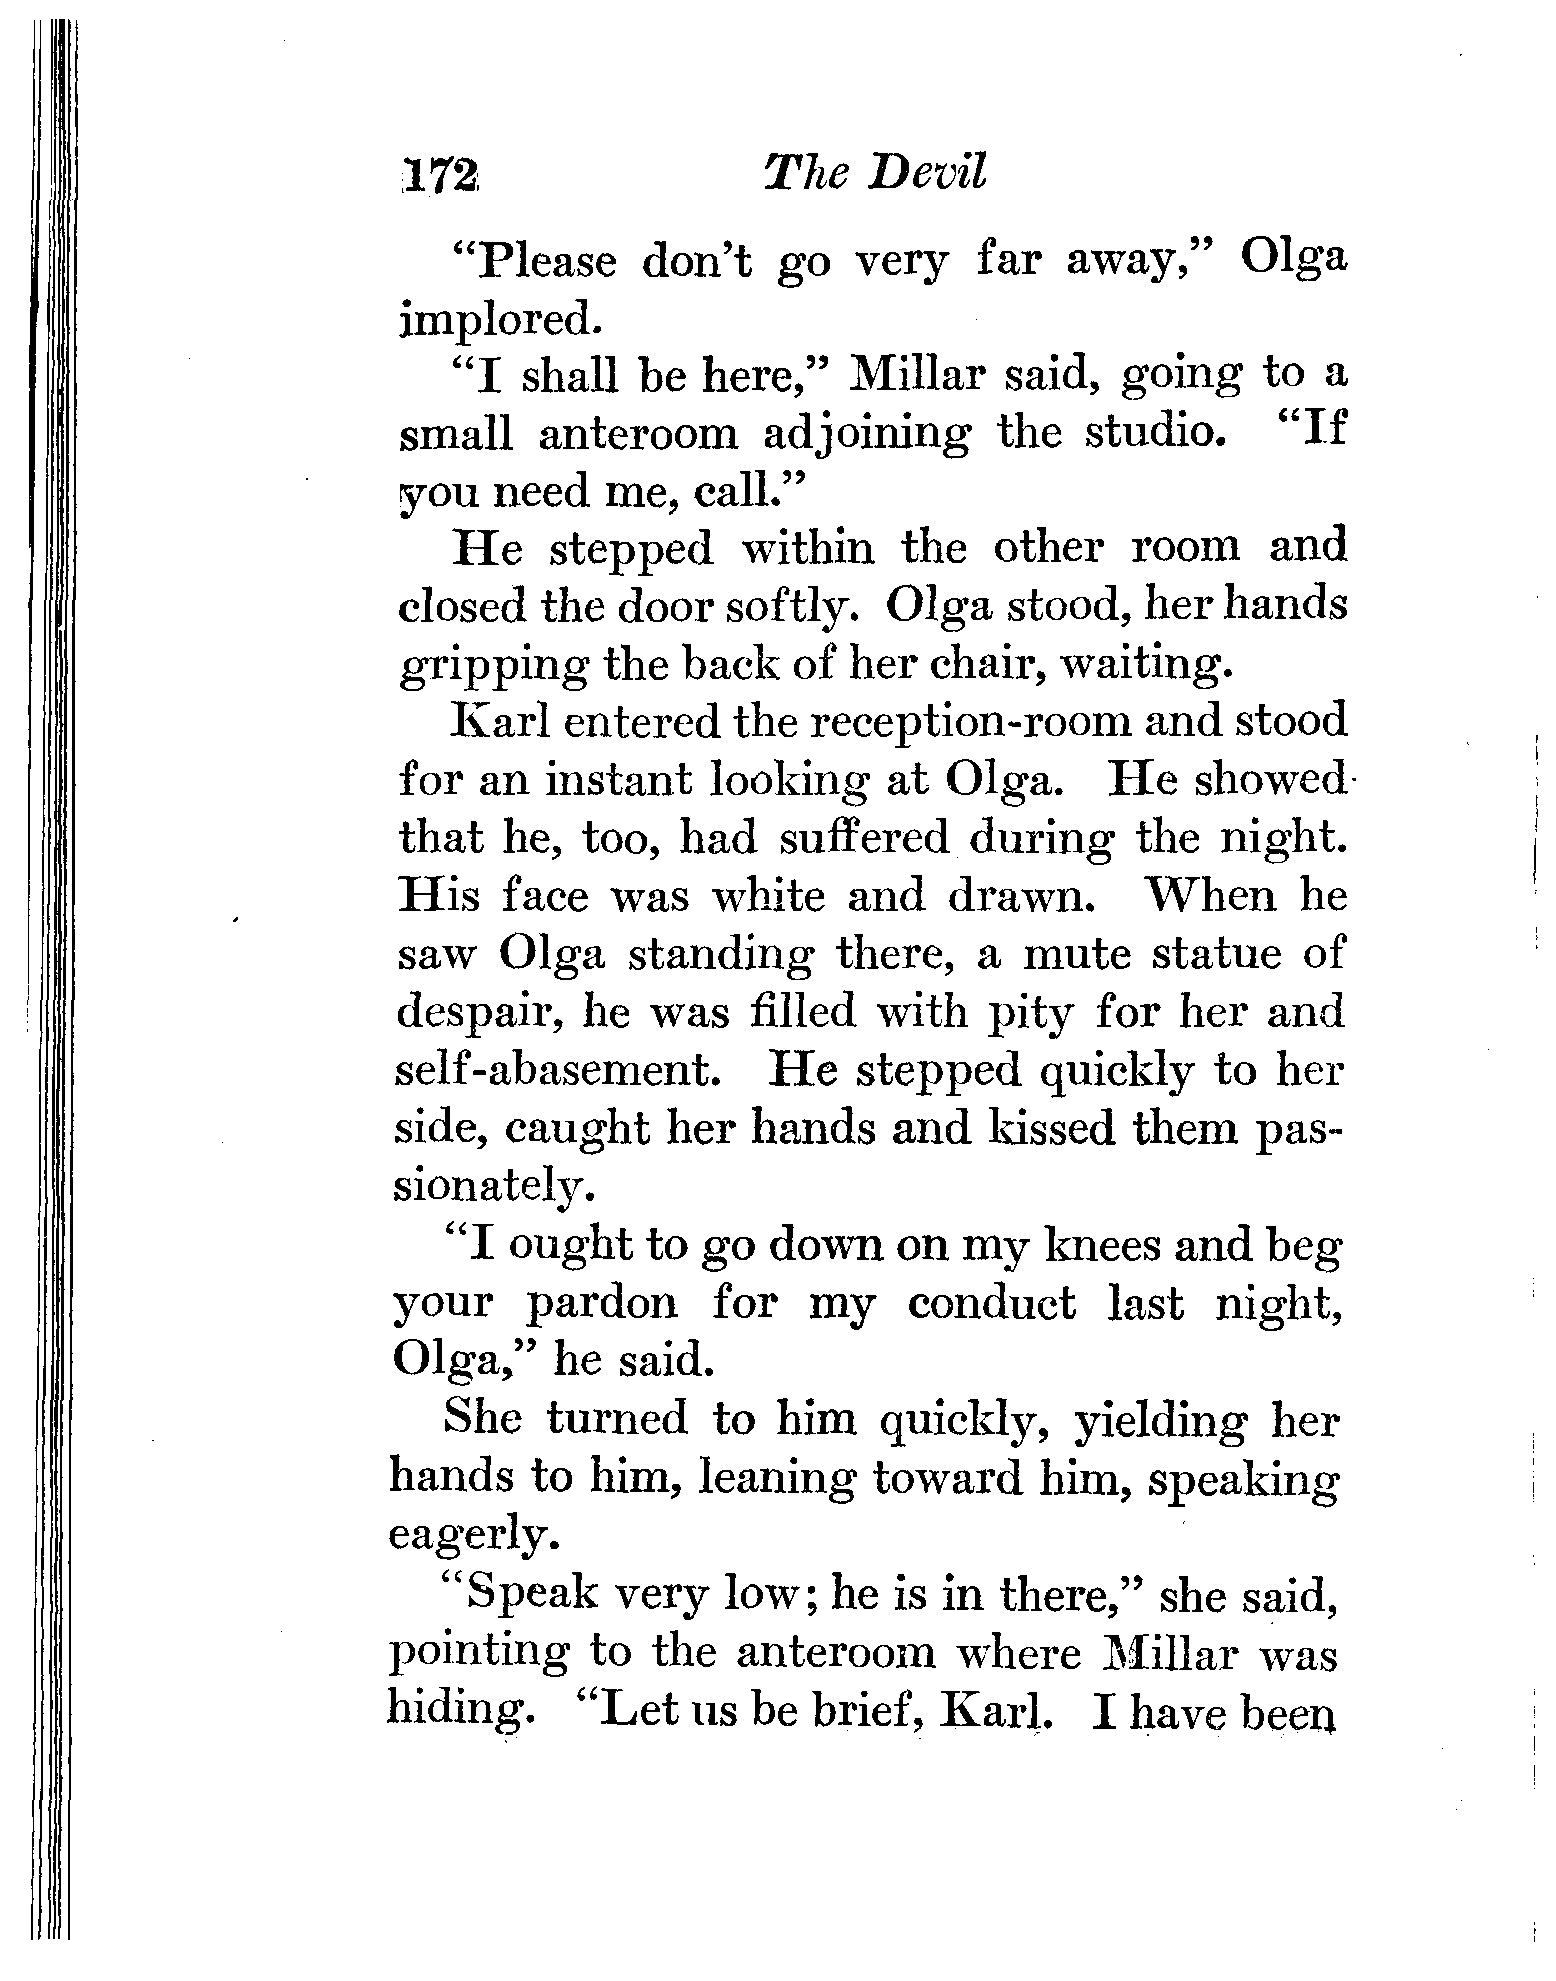 172 The Devil
“Please don’t go very far away,” Olga
implored.
“I shall be here,” Millar said, going to a
small anteroom adjoining the studio. “If
you need me, call.”
He stepped within the other room and
closed the door softly. Olga stood, her hands
gripping the back of her chair, waiting.
Karl entered the reception-room and stood
for an instant looking at Olga. He showed
that he, too, had suffered during the night.
His face was white and drawn. When he
saw Olga standing there, a mute statue of
despair, he was filled with pity for her and
self-abasement. He stepped quickly to her
side, caught her hands and kissed them pas-
sionately.
“I ought to go down on my knees and beg
your pardon for my conduct last night,
Olga,” he said.
She turned to him quickly, yielding her
hands to him, leaning toward him, speaking
eagerly.
“Speak very low; he is in there,” she said,
pointing to the anteroom where Millar was
hiding. “Let us be brief, Karl. I have been